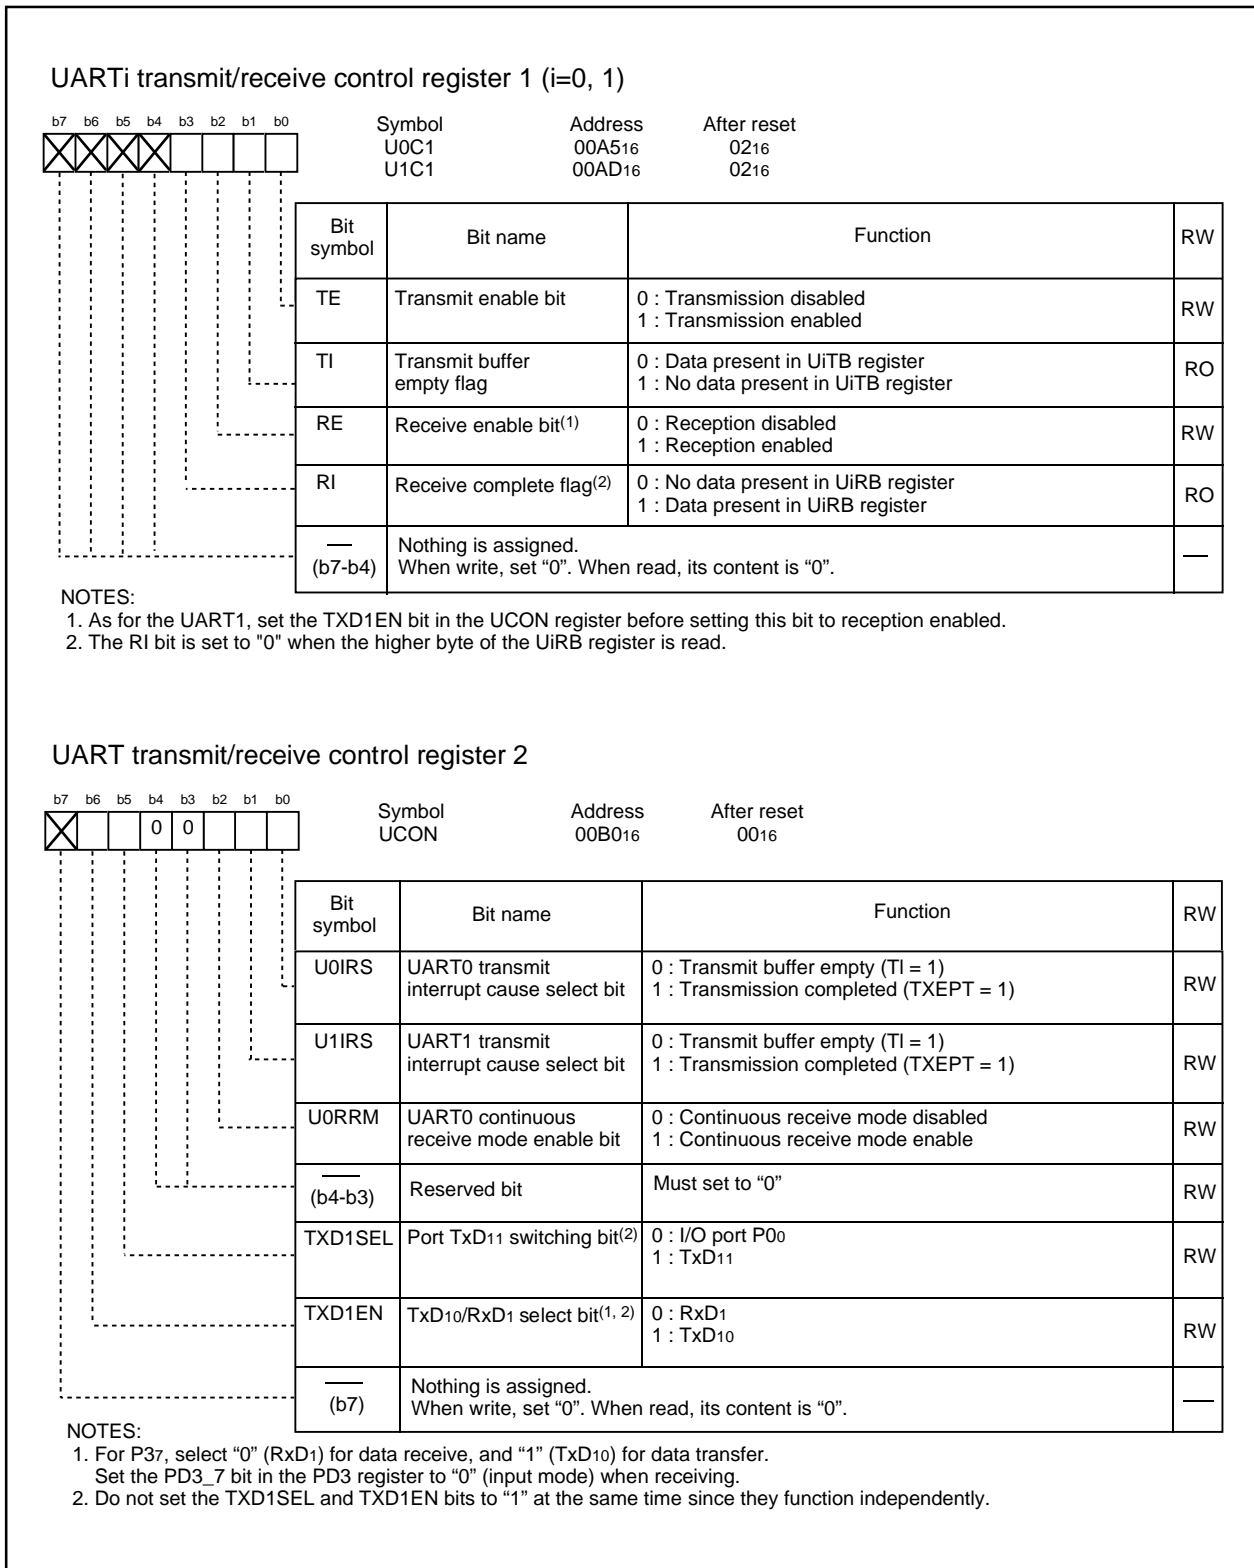 UARTi transmit/receive control register 1 (i=0, 1)
b7 b6 b5 b4 b3 b2 b1 b0
Symbol Address After reset
U0C1 00A516 0216
U1C1 00AD16 0216
Bit symbol Bit name Function RW
TE Transmit enable bit 0 : Transmission disabled RW
1 : Transmission enabled
TI Transmit buffer 0 : Data present in UiTB register RO
empty flag 1 : No data present in UiTB register
RE Receive enable bit(1) 0 : Reception disabled RW
1 : Reception enabled
RI Receive complete flag(2) 0 : No data present in UiRB register RO
1 : Data present in UiRB register
— Nothing is assigned. —
(b7-b4) When write, set “0”. When read, its content is “0”.
NOTES:
1. As for the UART1, set the TXD1EN bit in the UCON register before setting this bit to reception enabled.
2. The RI bit is set to "0" when the higher byte of the UiRB register is read.
UART transmit/receive control register 2
b7 b6 b5 b4 b3 b2 b1 b0
0 0
Symbol Address After reset
UCON 00B016 0016
Bit symbol Bit name Function RW
U0IRS UART0 transmit 0 : Transmit buffer empty (TI = 1) RW
interrupt cause select bit 1 : Transmission completed (TXEPT = 1)
U1IRS UART1 transmit 0 : Transmit buffer empty (TI = 1) RW
interrupt cause select bit 1 : Transmission completed (TXEPT = 1)
U0RRM UART0 continuous 0 : Continuous receive mode disabled RW
receive mode enable bit 1 : Continuous receive mode enable
— Reserved bit Must set to “0” RW
(b4-b3)
TXD1SEL Port TxD11 switching bit(2) 0 : I/O port P00 RW
1 : TxD11
TXD1EN TxD10/RxD1 select bit(1, 2) 0 : RxD1 RW
1 : TxD10
— Nothing is assigned. —
(b7) When write, set “0”. When read, its content is “0”.
NOTES:
1. For P37, select “0” (RxD1) for data receive, and “1” (TxD10) for data transfer.
Set the PD3_7 bit in the PD3 register to “0” (input mode) when receiving.
2. Do not set the TXD1SEL and TXD1EN bits to “1” at the same time since they function independently.